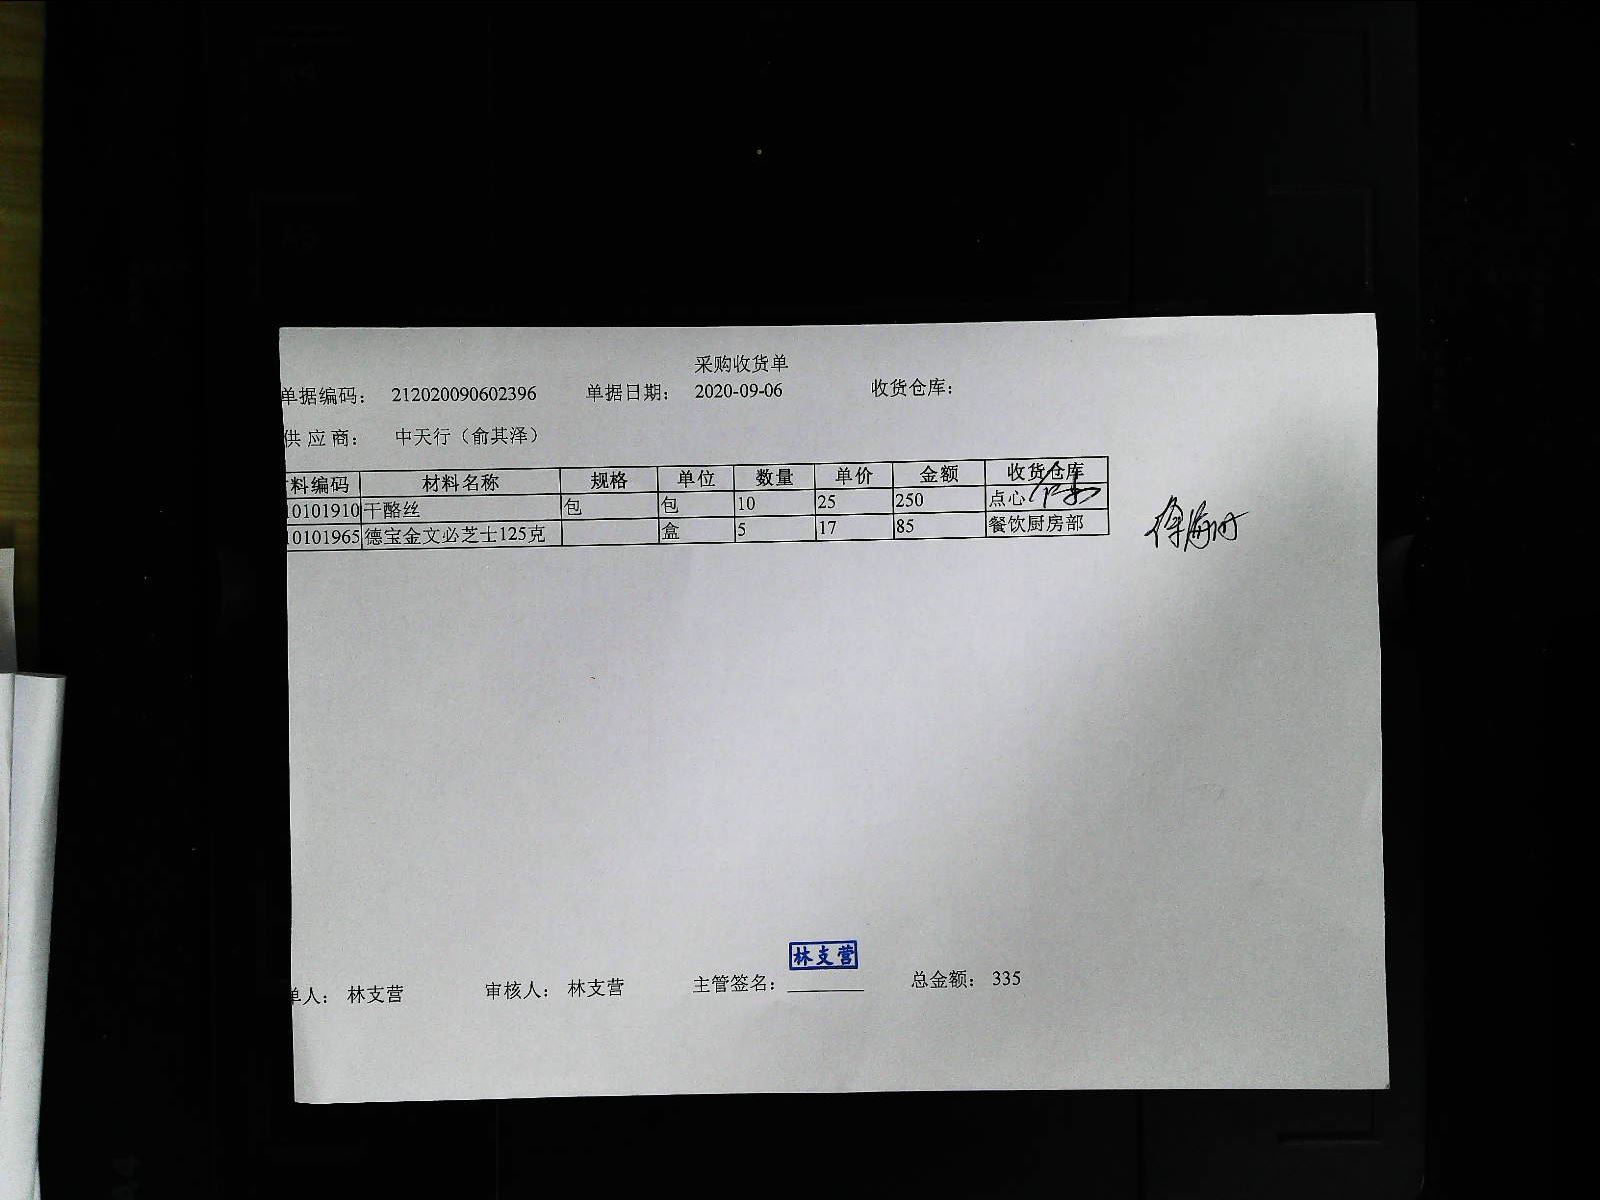 采购收货单
单据编码： 212020090602396 单据日期： 2020-09-06 收货仓库：
供 应 商： 中天行（俞其泽）
料编码 材料名称 规格 单位 数量 单价 金额 收货仓库
10101910 干酪丝 包 包 10 25 250 点心
10101965 德宝金文必芝士125克 盒 5 17 85 餐饮厨房部
林支营
单人： 林支营 审核人： 林支营 主管签名： 总金额： 335